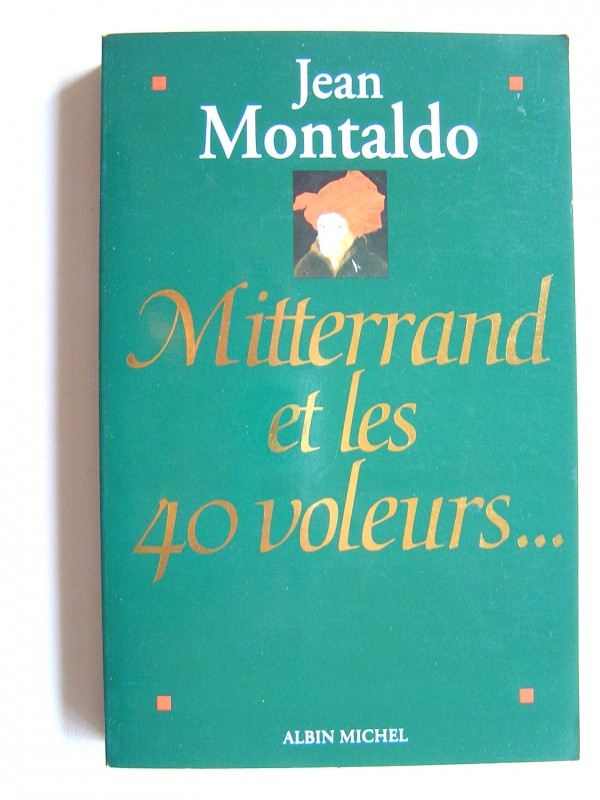 Jean
Montaldo
Mitterrand
et les
40 voleurs...
ALBIN MICHEL